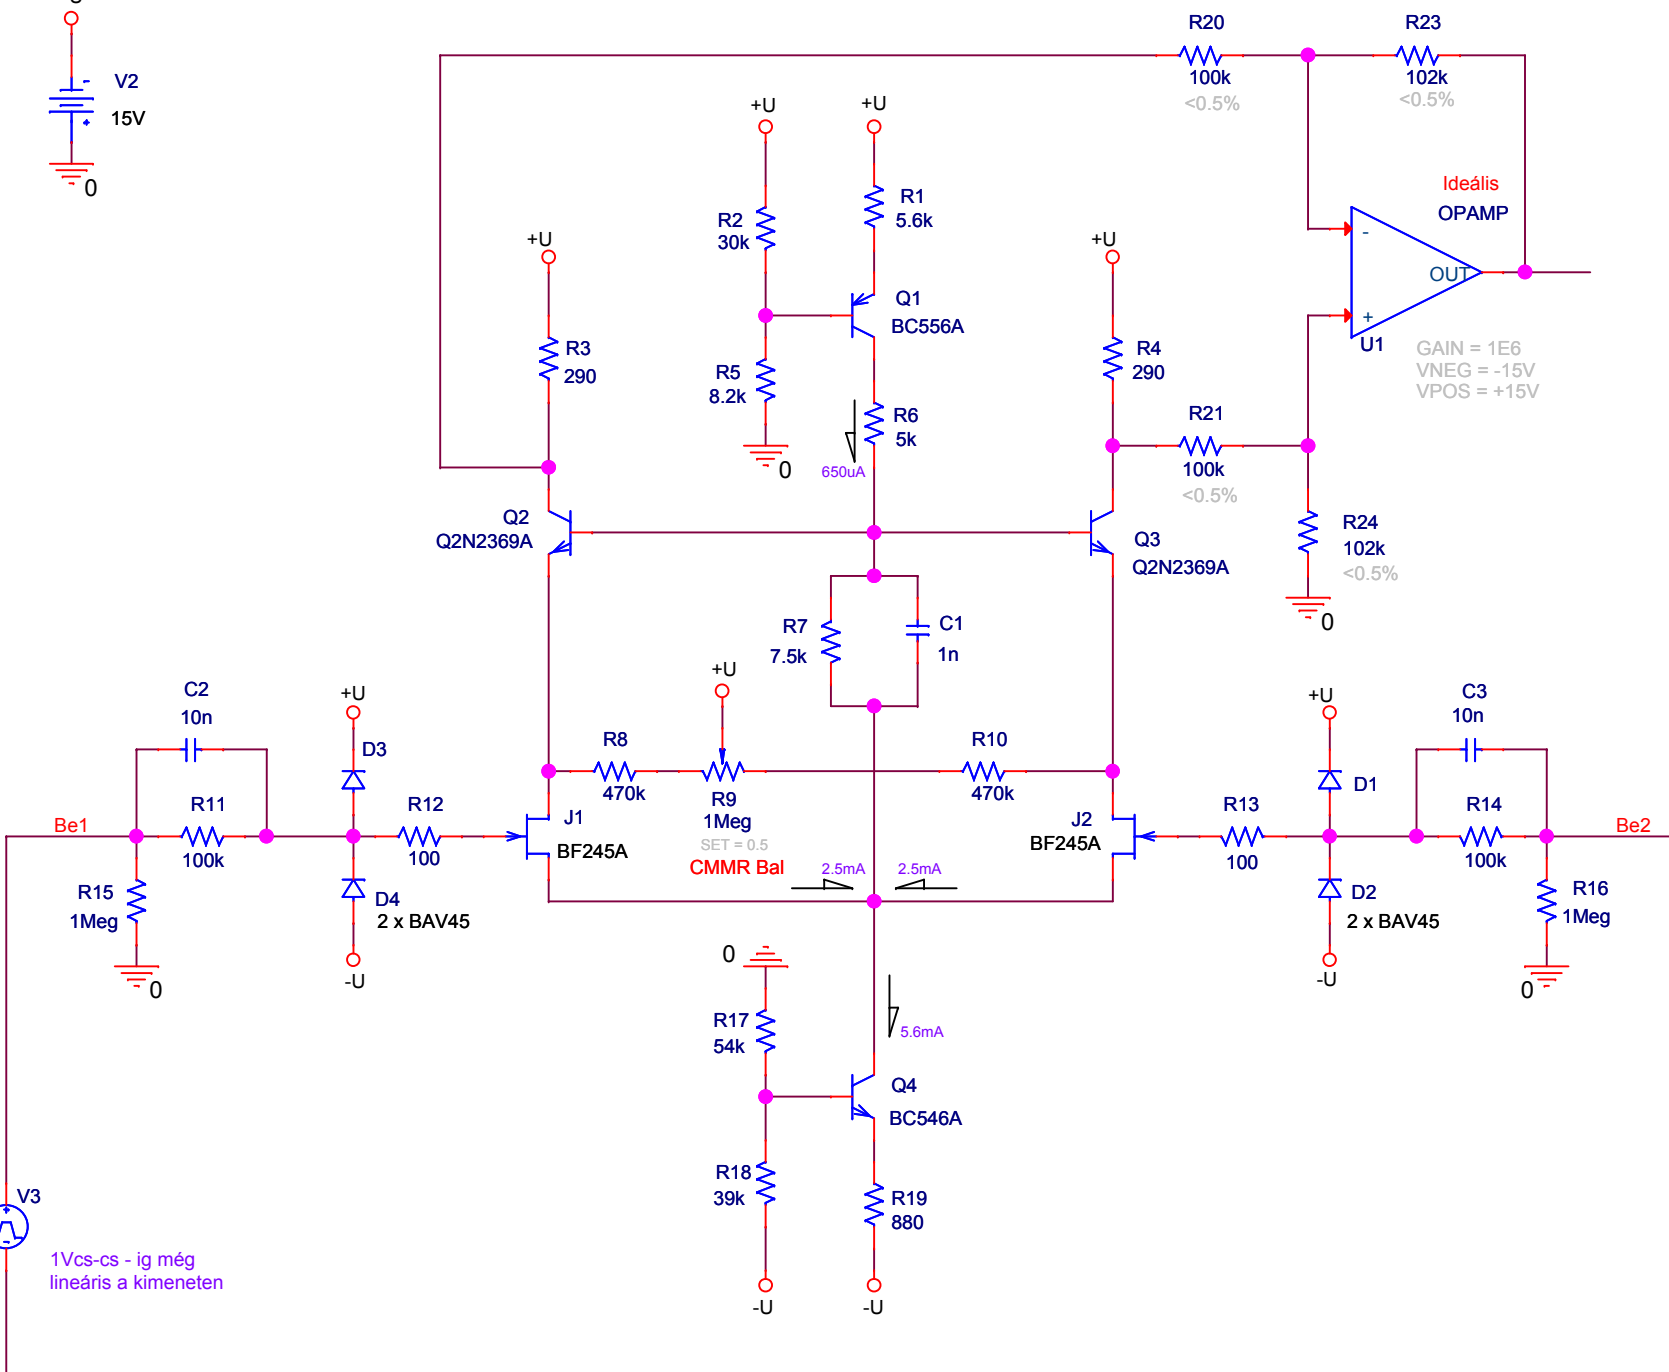 V2
15V
0
R20
100k
<0.5%
R23
102k
<0.5%
+U
+U
R2
30k
R1
5.6k
Ideális
OPAMP
-
OUT
+
U1
GAIN = 1E6
VNEG = -15V
VPOS = +15V
+U
+U
Q1
BC556A
R3
290
R5
8.2k
R6
5k
650uA
0
R4
290
R21
100k
<0.5%
R24
102k
<0.5%
0
Q2
Q2N2369A
Q3
Q2N2369A
R7
7.5k
C1
1n
C2
10n
+U
D3
+U
R8
470k
R9
1Meg
SET = 0.5
CMMR Bal
R10
470k
+U
D1
C3
10n
Be1
R11
100k
R12
100
J1
BF245A
J2
BF245A
R13
100
R14
100k
Be2
R15
1Meg
0
D4
2 x BAV45
-U
2.5mA
2.5mA
D2
2 x BAV45
-U
R16
1Meg
0
0
R17
54k
5.6mA
Q4
BC546A
R18
39k
R19
880
-U
-U
V3
1Vcs-cs - ig még
lineáris a kimeneten